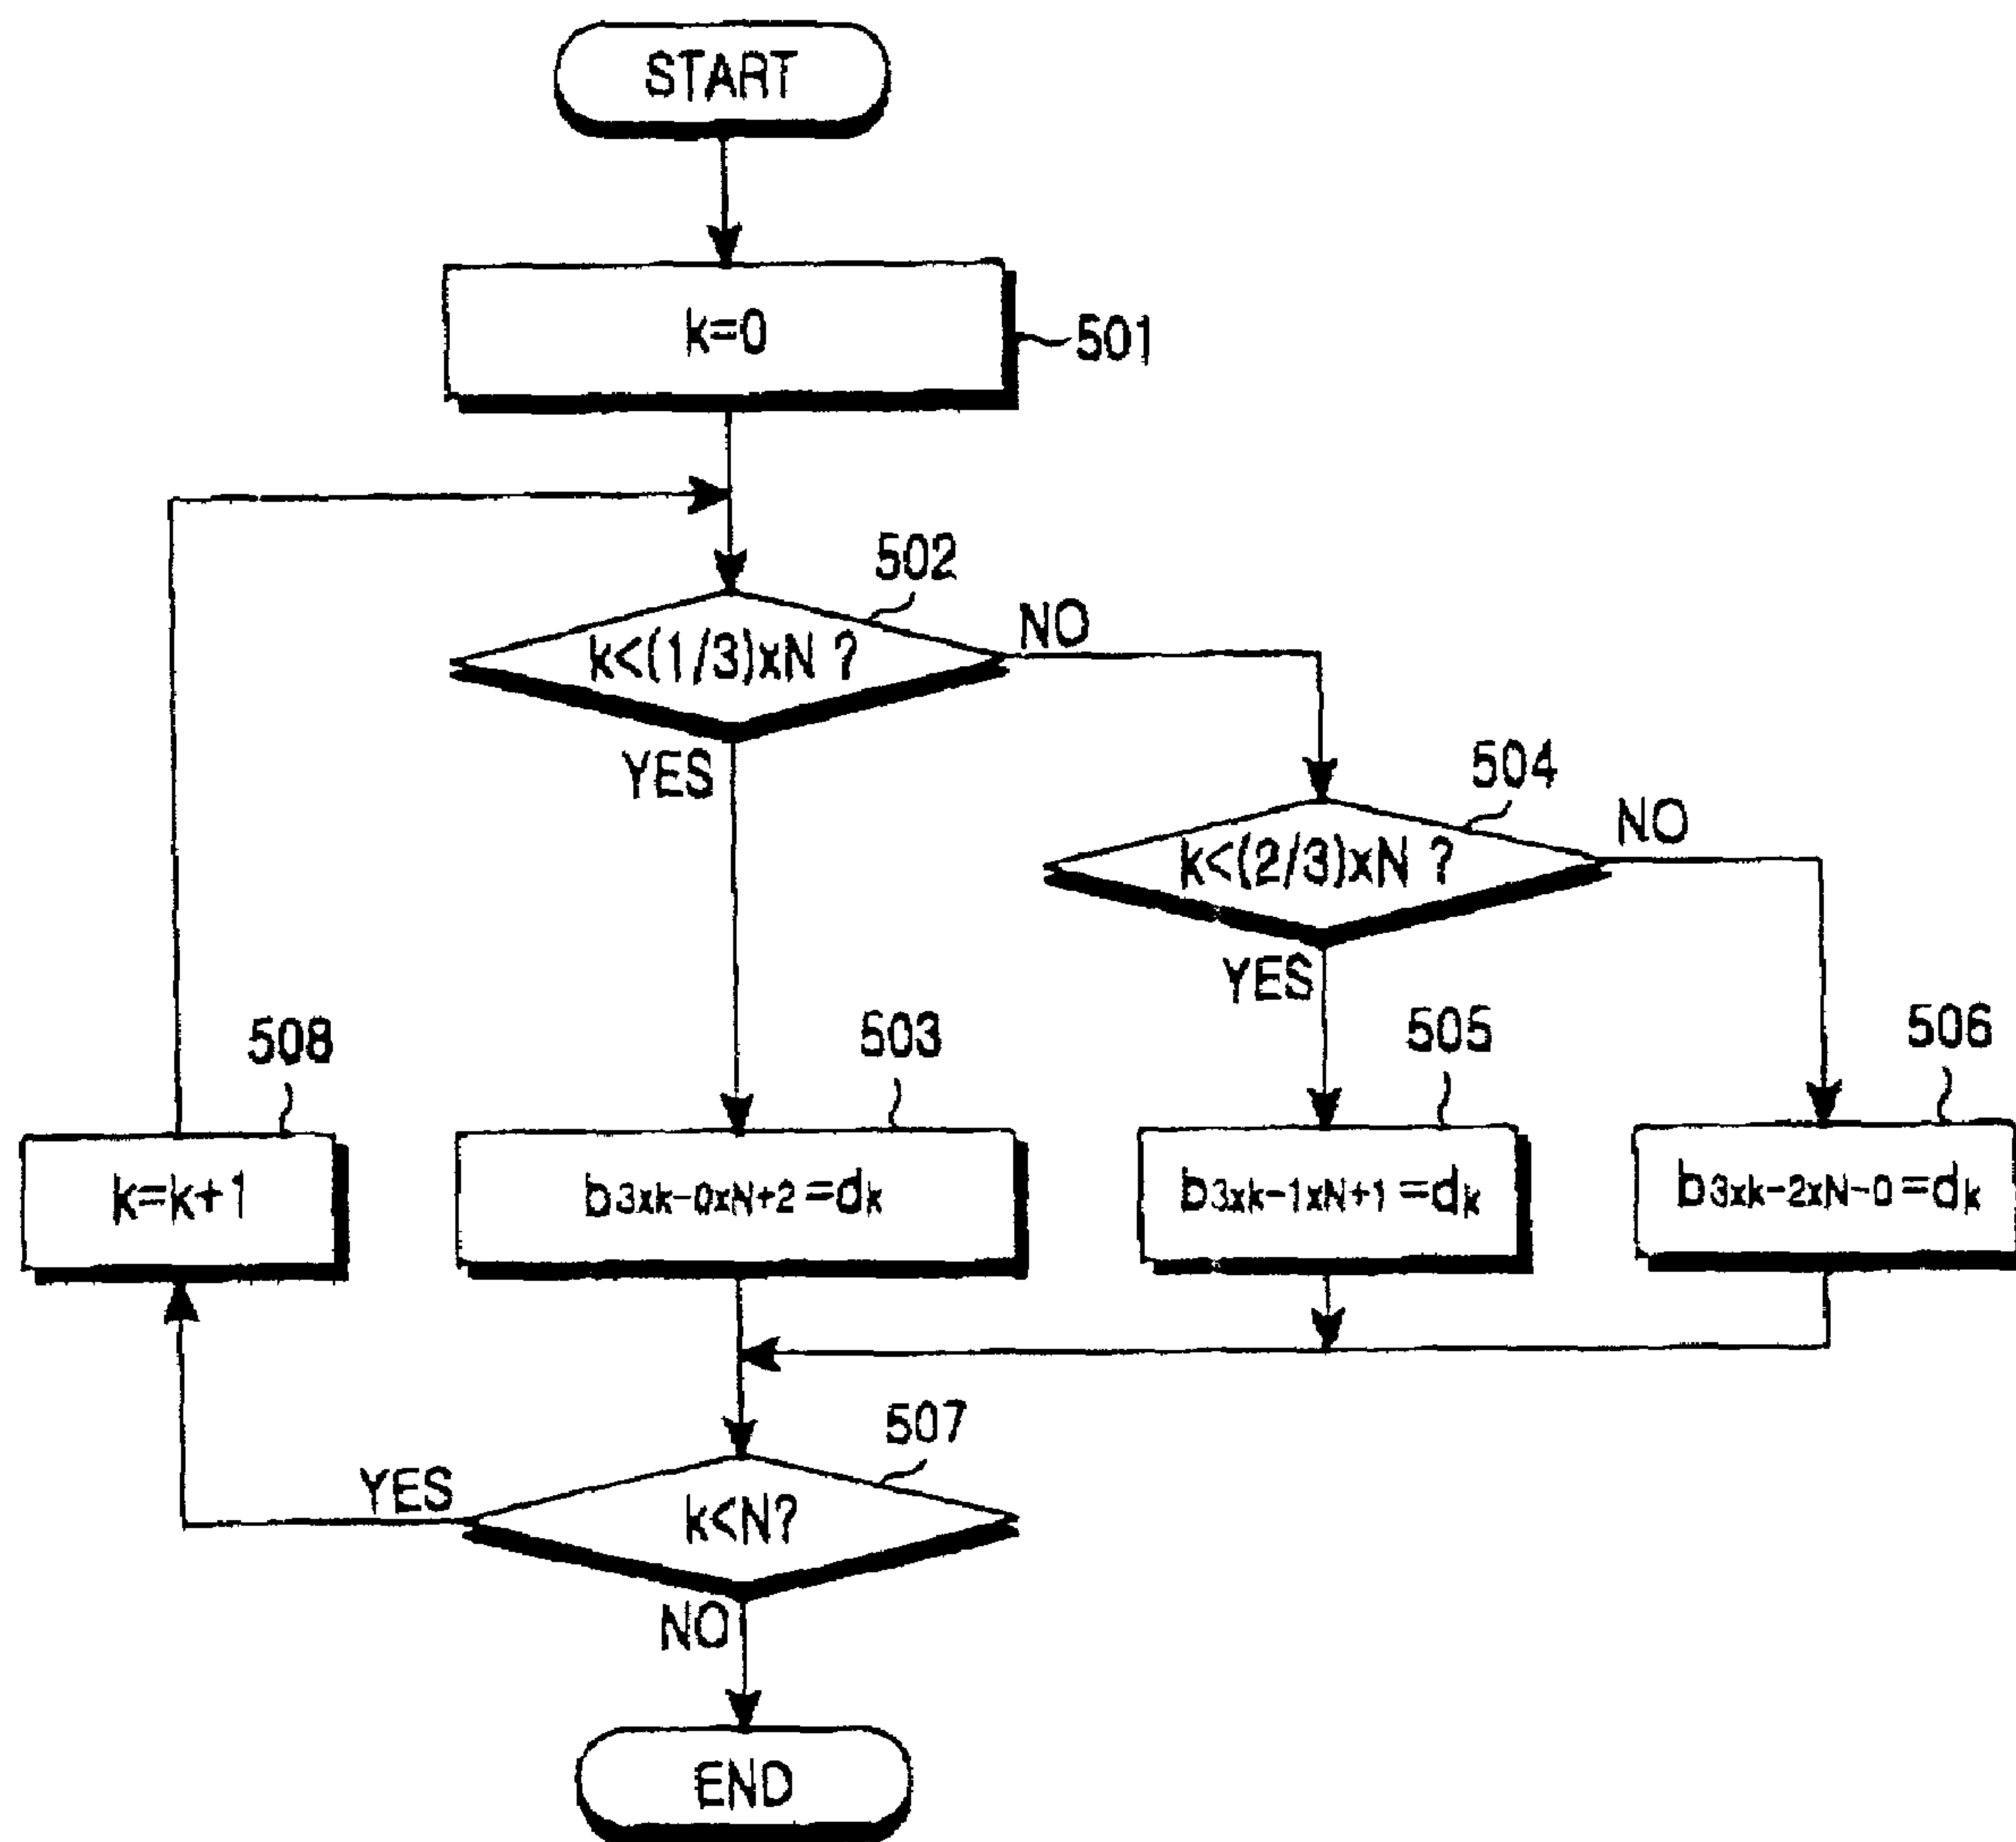 START
k=0
501
502
k<(1/3)xN ?
NO
YES
504
k<(2/3)xN ?
NO
YES
508
503
505
506
k=k+1
b3xk-0xN+2=dk
b3xk-1xN+1=dk
b3xk-2xN-0=dk
507
YES
k<N?
NO
END